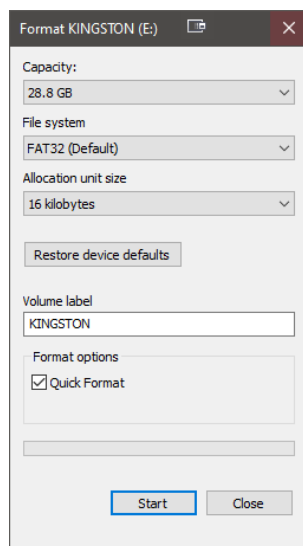 Format KINGSTON (E:)
Capacity:
28.8 GB
File system
FAT32 (Default)
Allocation unit size
16 kilobytes
Restore device defaults
Volume label
KINGSTON
Format options
Quick Format
Start Close